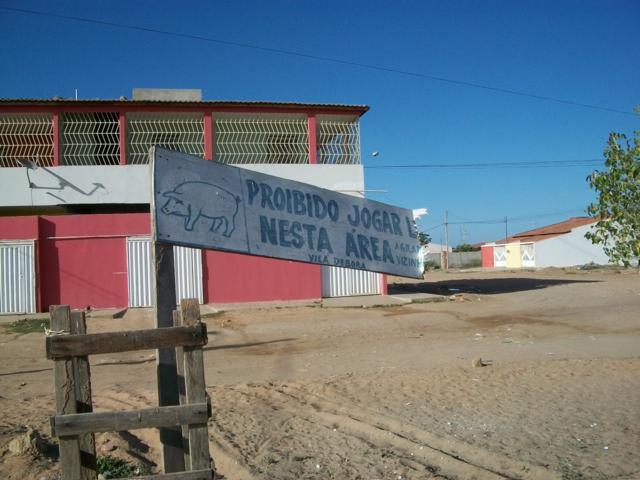 PROIBIDO JOGAR
NESTA ÁREA
VILA DEBORA